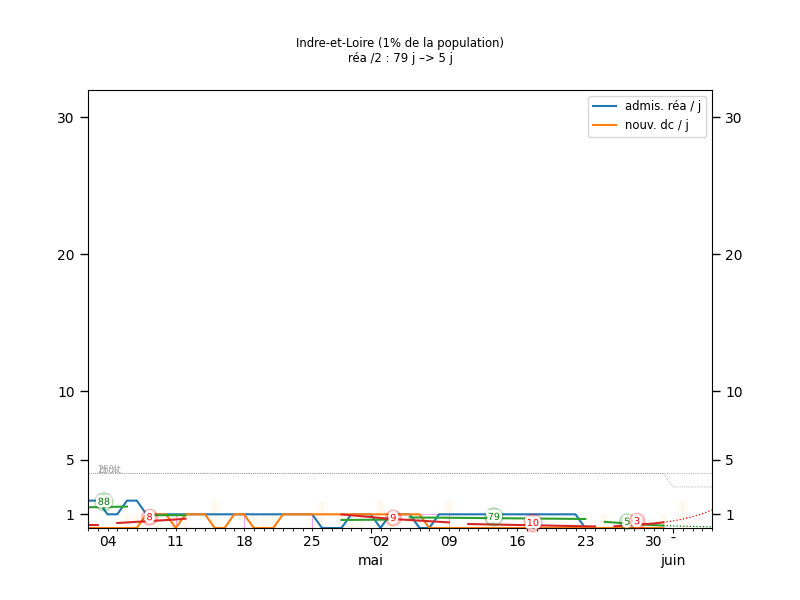 Indre-et-Loire (1% de la population)
réa /2 : 79 j –> 5 j
admis. réa / j
nouv. dc / j
30 30
20 20
10 10
5 5
1 1
88 8 9 79 10 5 3
04 11 18 25 02 09 16 23 30
mai juin